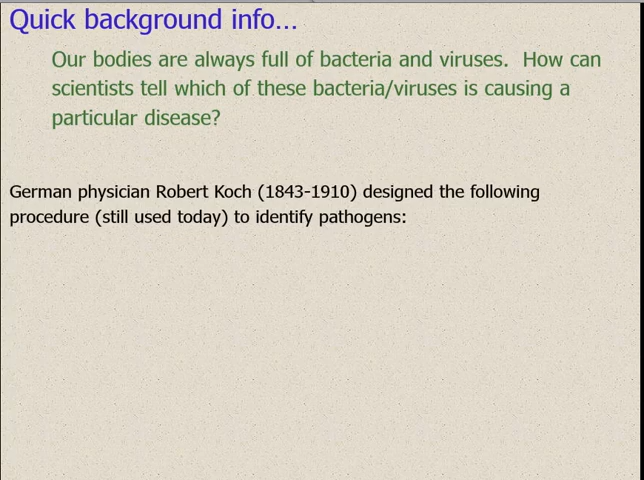 Quick background info...
Our bodies are always full of bacteria and viruses. How can
scientists tell which of these bacteria/viruses is causing a
particular disease?
German physician Robert Koch (1843-1910) designed the following
procedure (still used today) to identify pathogens: